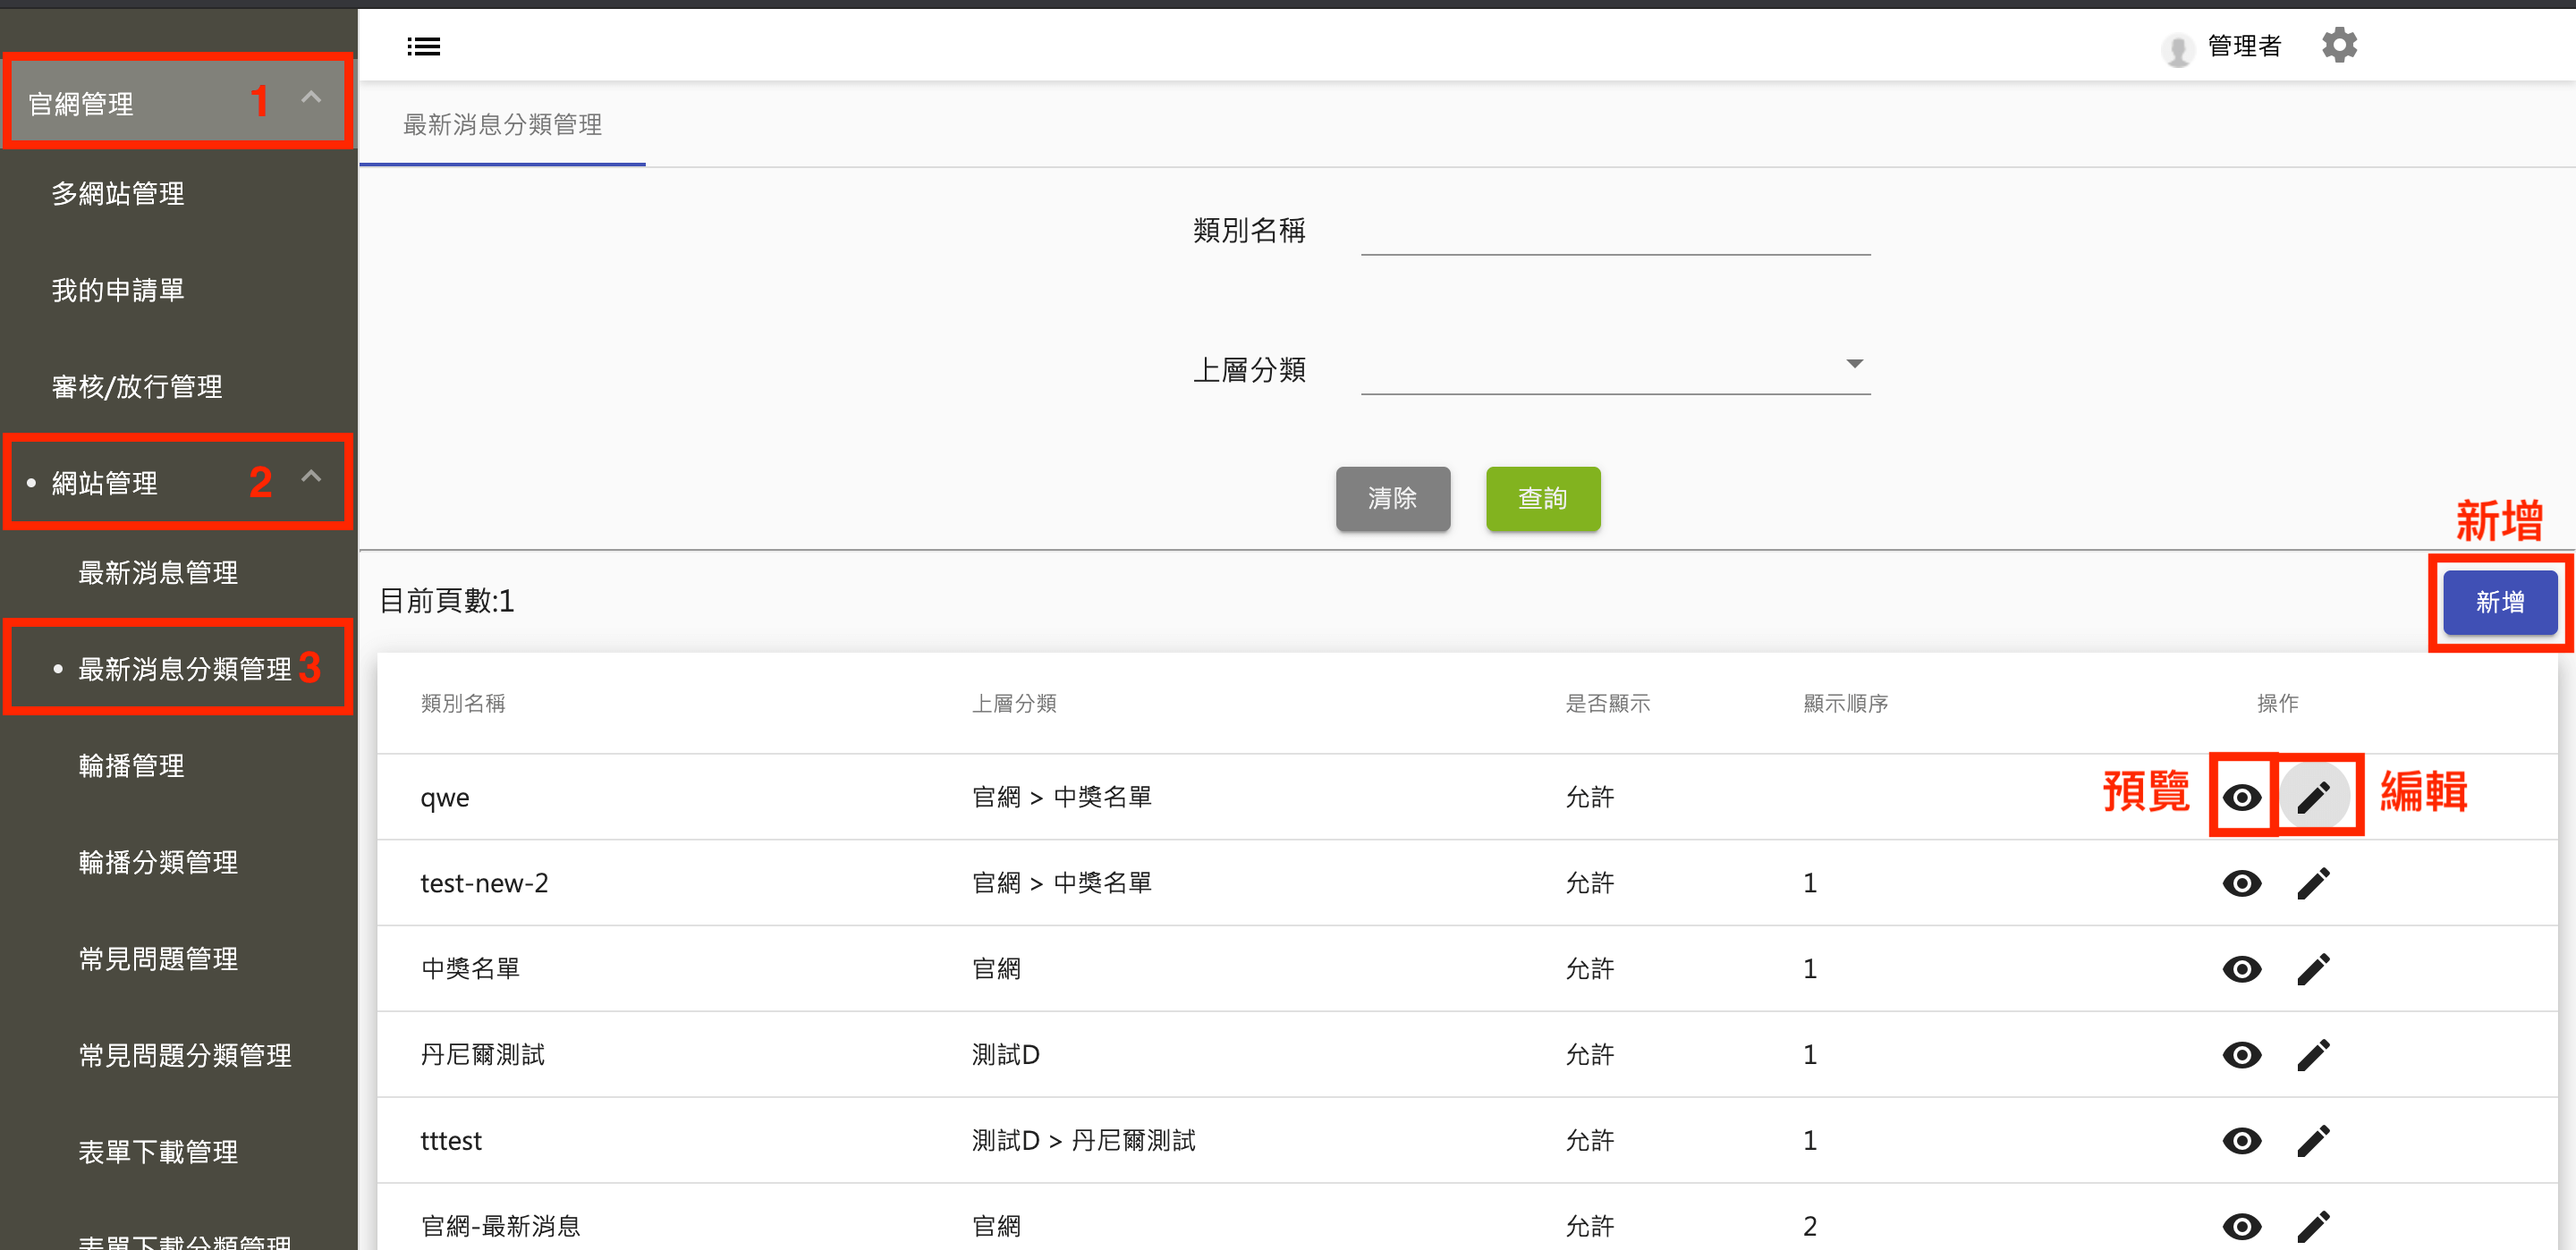 管理者
官網管理 1
多網站管理
我的申請單
審核/放行管理
網站管理 2
最新消息管理
最新消息分類管理 3
輪播管理
輪播分類管理
常見問題管理
常見問題分類管理
表單下載管理
表單下載分類管理
最新消息分類管理
類別名稱
上層分類
清除 查詢
新增
目前頁數:1 新增
類別名稱 上層分類 是否顯示 顯示順序 操作
qwe 官網 > 中獎名單 允許 預覽 編輯
test-new-2 官網 > 中獎名單 允許 1
中獎名單 官網 允許 1
丹尼爾測試 測試D 允許 1
tttest 測試D > 丹尼爾測試 允許 1
官網-最新消息 官網 允許 2